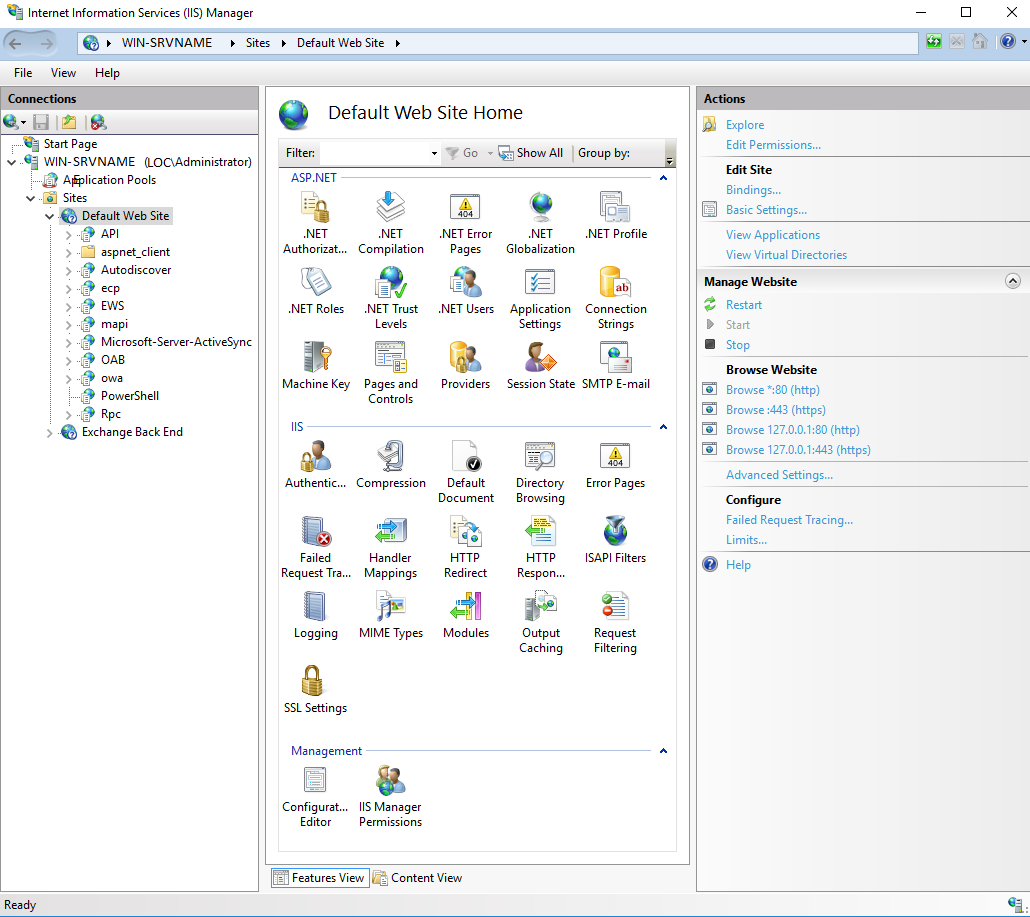 Internet Information Services (IIS) Manager
WIN-SRVNAME Sites Default Web Site
File View Help
Connections
Start Page
WIN-SRVNAME (LOC\Administrator)
Application Pools
Sites
Default Web Site
API
aspnet_client
Autodiscover
ecp
EWS
mapi
Microsoft-Server-ActiveSync
OAB
owa
PowerShell
Rpc
Exchange Back End
Default Web Site Home
Filter: Go Show All Group by:
ASP.NET
.NET Authorizat...
.NET Compilation
.NET Error Pages
.NET Globalization
.NET Profile
.NET Roles
.NET Trust Levels
.NET Users
Application Settings
Connection Strings
Machine Key
Pages and Controls
Providers
Session State
SMTP E-mail
IIS
Authentic...
Compression
Default Document
Directory Browsing
Error Pages
Failed Request Tra...
Handler Mappings
HTTP Redirect
HTTP Respon...
ISAPI Filters
Logging
MIME Types
Modules
Output Caching
Request Filtering
SSL Settings
Management
Configurat... Editor
IIS Manager Permissions
Features View Content View
Actions
Explore
Edit Permissions...
Edit Site
Bindings...
Basic Settings...
View Applications
View Virtual Directories
Manage Website
Restart
Start
Stop
Browse Website
Browse *:80 (http)
Browse :443 (https)
Browse 127.0.0.1:80 (http)
Browse 127.0.0.1:443 (https)
Advanced Settings...
Configure
Failed Request Tracing...
Limits...
Help
Ready